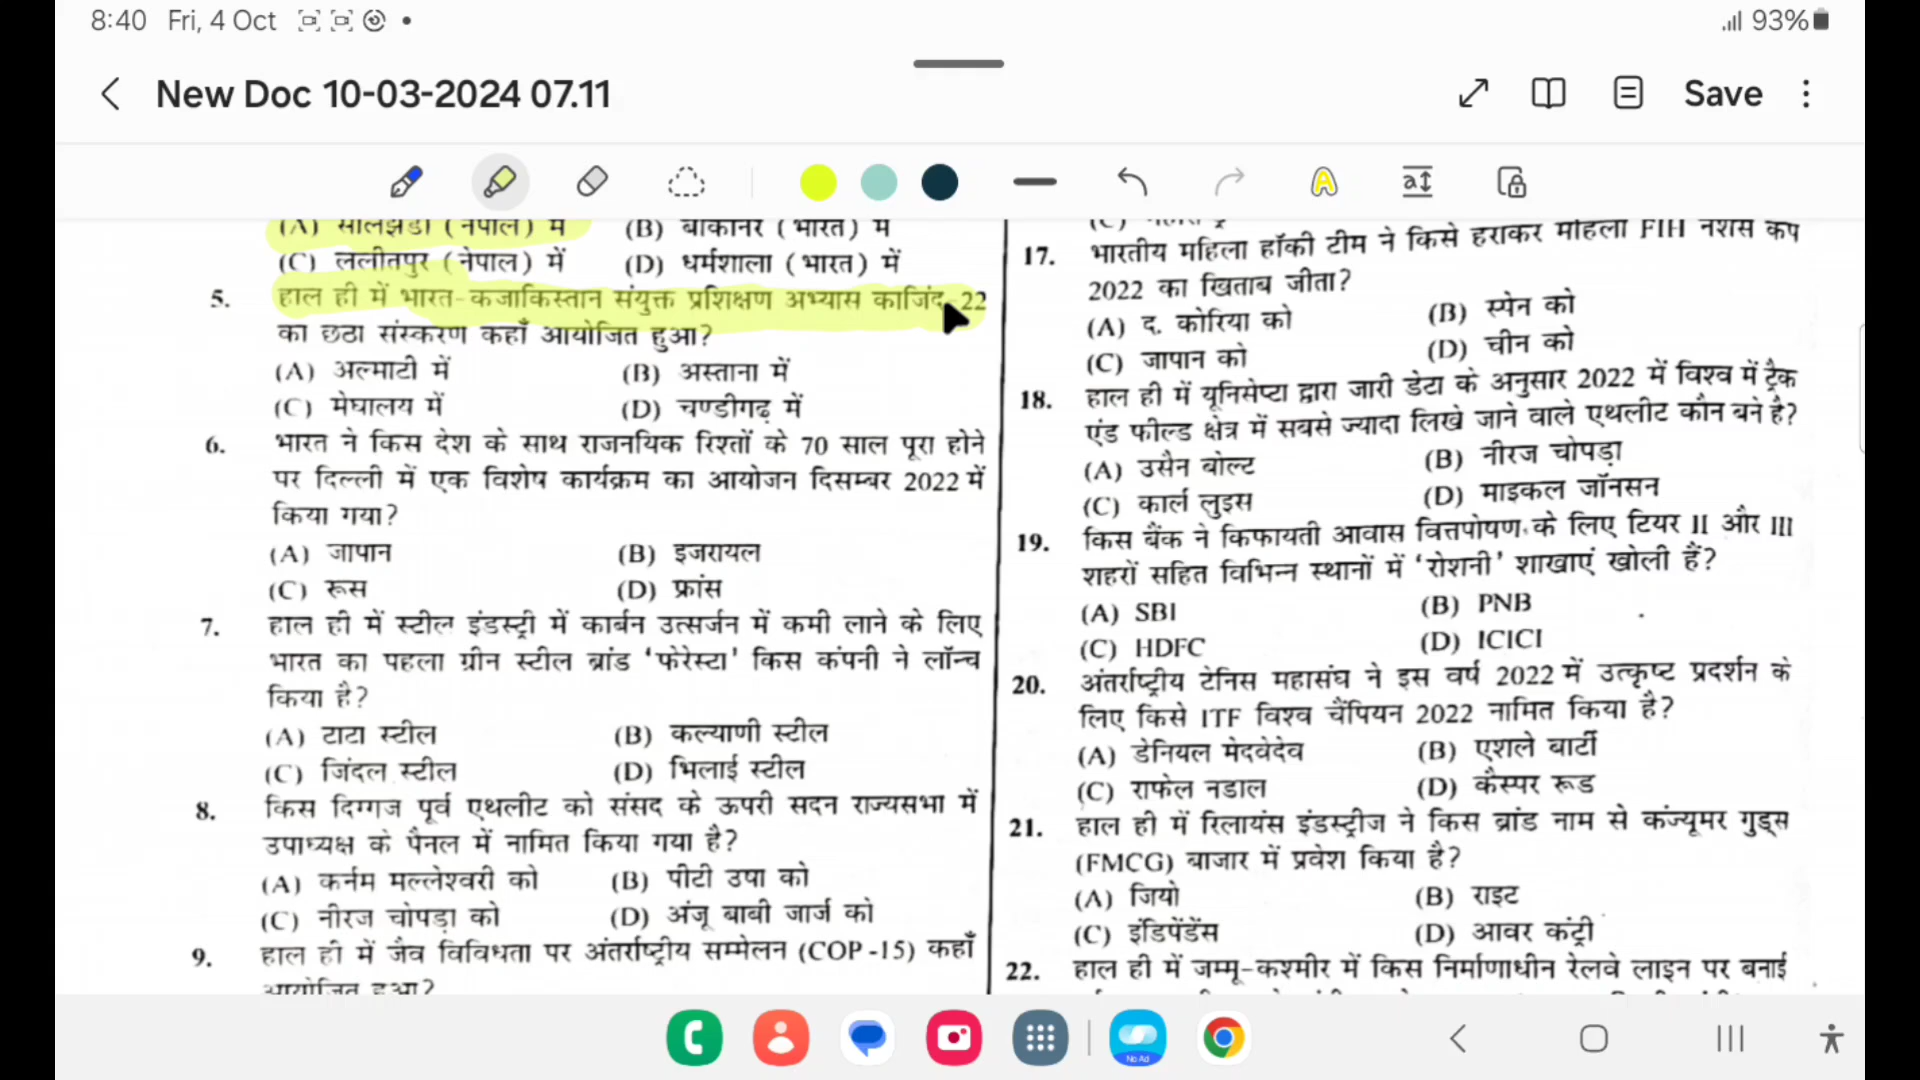 8:40 Fri, 4 Oct
93%
New Doc 10-03-2024 07.11
Save
(A) सालझंडी (नेपाल) में (B) बीकानेर (भारत) में
(C) ललीतपुर (नेपाल) में (D) धर्मशाला (भारत) में
5. हाल ही में भारत-कजाकिस्तान संयुक्त प्रशिक्षण अभ्यास काजिंद-22
का छठा संस्करण कहाँ आयोजित हुआ?
(A) अल्माटी में (B) अस्ताना में
(C) मेघालय में (D) चण्डीगढ़ में
6. भारत ने किस देश के साथ राजनयिक रिश्तों के 70 साल पूरा होने
पर दिल्ली में एक विशेष कार्यक्रम का आयोजन दिसम्बर 2022 में
किया गया?
(A) जापान (B) इजरायल
(C) रूस (D) फ्रांस
7. हाल ही में स्टील इंडस्ट्री में कार्बन उत्सर्जन में कमी लाने के लिए
भारत का पहला ग्रीन स्टील ब्रांड 'फेरेस्टा' किस कंपनी ने लॉन्च
किया है?
(A) टाटा स्टील (B) कल्याणी स्टील
(C) जिंदल स्टील (D) भिलाई स्टील
8. किस दिग्गज पूर्व एथलीट को संसद के ऊपरी सदन राज्यसभा में
उपाध्यक्ष के पैनल में नामित किया गया है?
(A) कर्नम मल्लेश्वरी को (B) पीटी उषा को
(C) नीरज चोपड़ा को (D) अंजू बाबी जार्ज को
9. हाल ही में जैव विविधता पर अंतर्राष्ट्रीय सम्मेलन (COP-15) कहाँ
आयोजित हुआ?
17. भारतीय महिला हॉकी टीम ने किसे हराकर महिला FIH नेशंस कप
2022 का खिताब जीता?
(A) द. कोरिया को (B) स्पेन को
(C) जापान को (D) चीन को
18. हाल ही में यूनिसेप्टा द्वारा जारी डेटा के अनुसार 2022 में विश्व में ट्रैक
एंड फील्ड क्षेत्र में सबसे ज्यादा लिखे जाने वाले एथलीट कौन बने है?
(A) उसैन बोल्ट (B) नीरज चोपड़ा
(C) कार्ल लुइस (D) माइकल जॉनसन
19. किस बैंक ने किफायती आवास वित्तपोषण के लिए टियर II और III
शहरों सहित विभिन्न स्थानों में 'रोशनी' शाखाएं खोली हैं?
(A) SBI (B) PNB
(C) HDFC (D) ICICI
20. अंतर्राष्ट्रीय टेनिस महासंघ ने इस वर्ष 2022 में उत्कृष्ट प्रदर्शन के
लिए किसे ITF विश्व चैंपियन 2022 नामित किया है?
(A) डेनियल मेदवेदेव (B) एशले बार्टी
(C) राफेल नडाल (D) कैस्पर रूड
21. हाल ही में रिलायंस इंडस्ट्रीज ने किस ब्रांड नाम से कंज्यूमर गुड्स
(FMCG) बाजार में प्रवेश किया है?
(A) जियो (B) राइट
(C) इंडिपेंडेंस (D) आवर कंट्री
22. हाल ही में जम्मू-कश्मीर में किस निर्माणाधीन रेलवे लाइन पर बनाई
No Ad